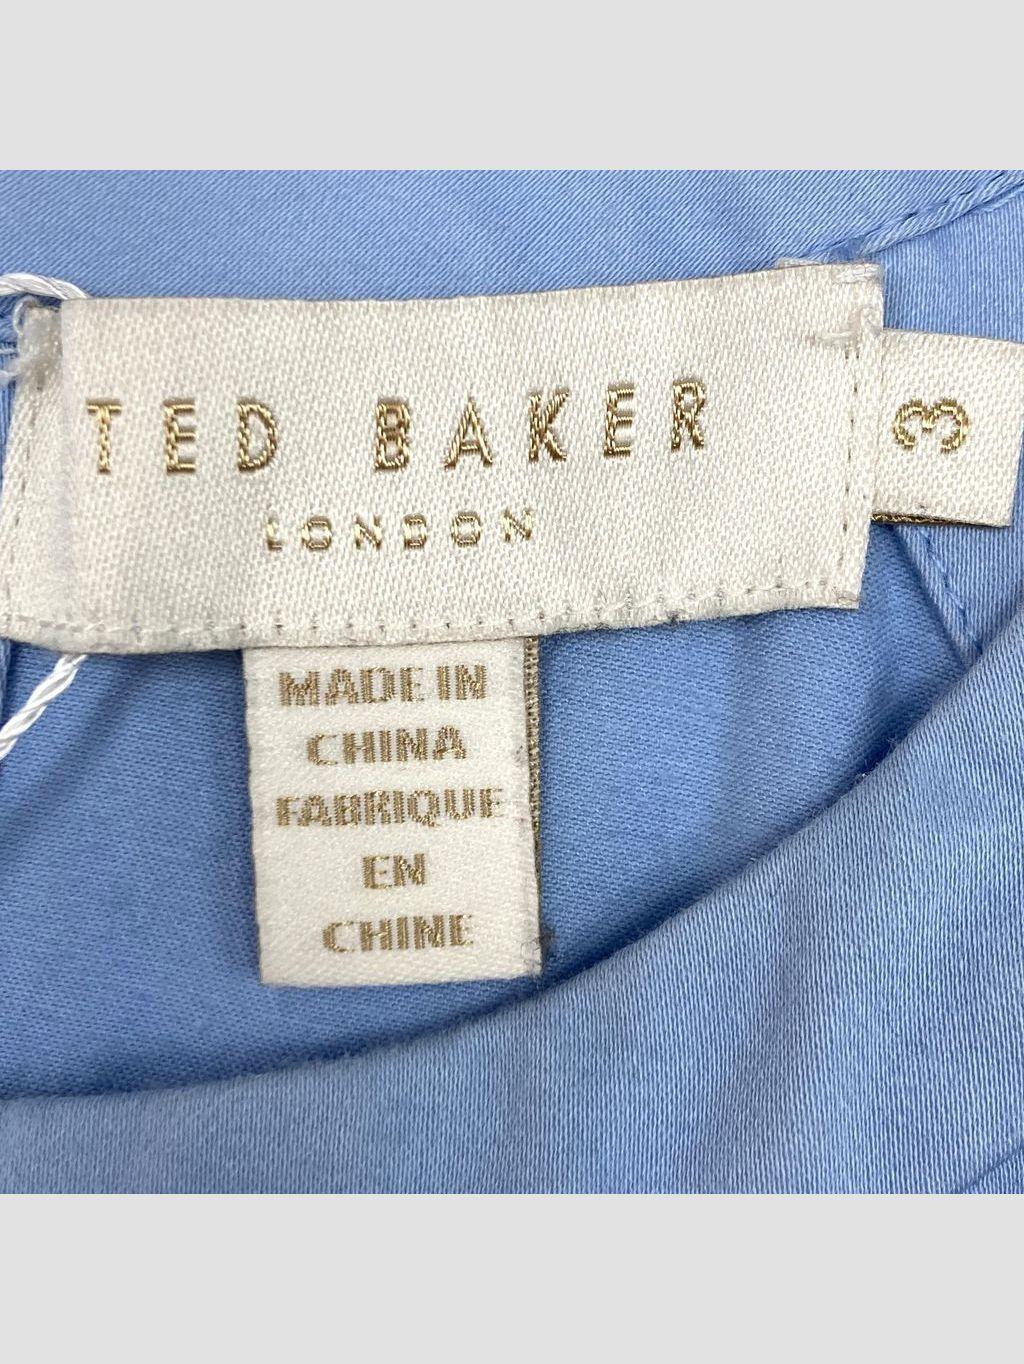 TED BAKER
LONDON
3
MADE IN
CHINA
FABRIQUE
EN
CHINE